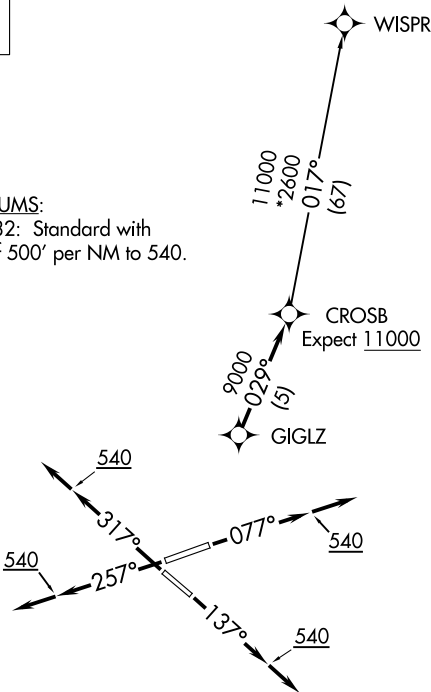 WISPR
11000
*2600
017°
(67)
UMS:
32: Standard with
500' per NM to 540.
CROSB
Expect 11000
9000
029°
(5)
GIGLZ
540
317°
077°
540
540
257°
137°
540